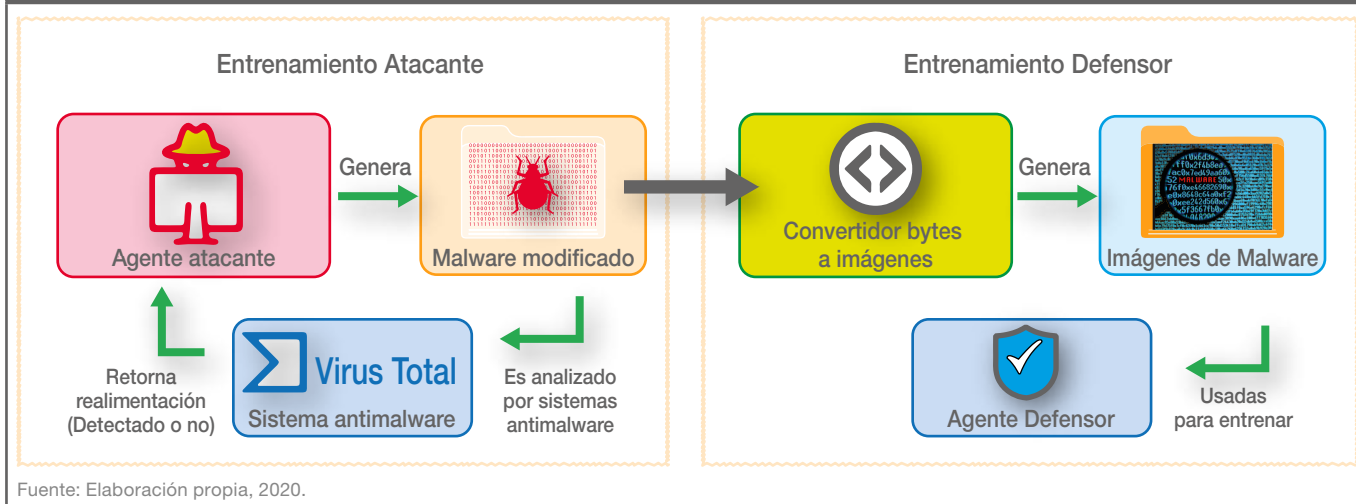 Entrenamiento Atacante
Agente atacante
Genera
Malware modificado
Es analizado
por sistemas
antimalware
Virus Total
Sistema antimalware
Retorna
realimentación
(Detectado o no)
Entrenamiento Defensor
Convertidor bytes
a imágenes
Genera
MALWARE
Imágenes de Malware
Usadas
para entrenar
Agente Defensor
Fuente: Elaboración propia, 2020.